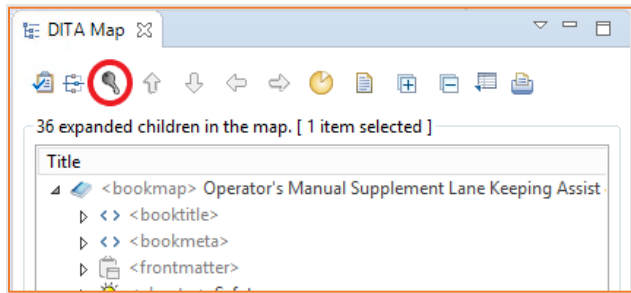 DITA Map
36 expanded children in the map. [ 1 item selected ]
Title
<bookmap> Operator's Manual Supplement Lane Keeping Assist
<booktitle>
<bookmeta>
<frontmatter>